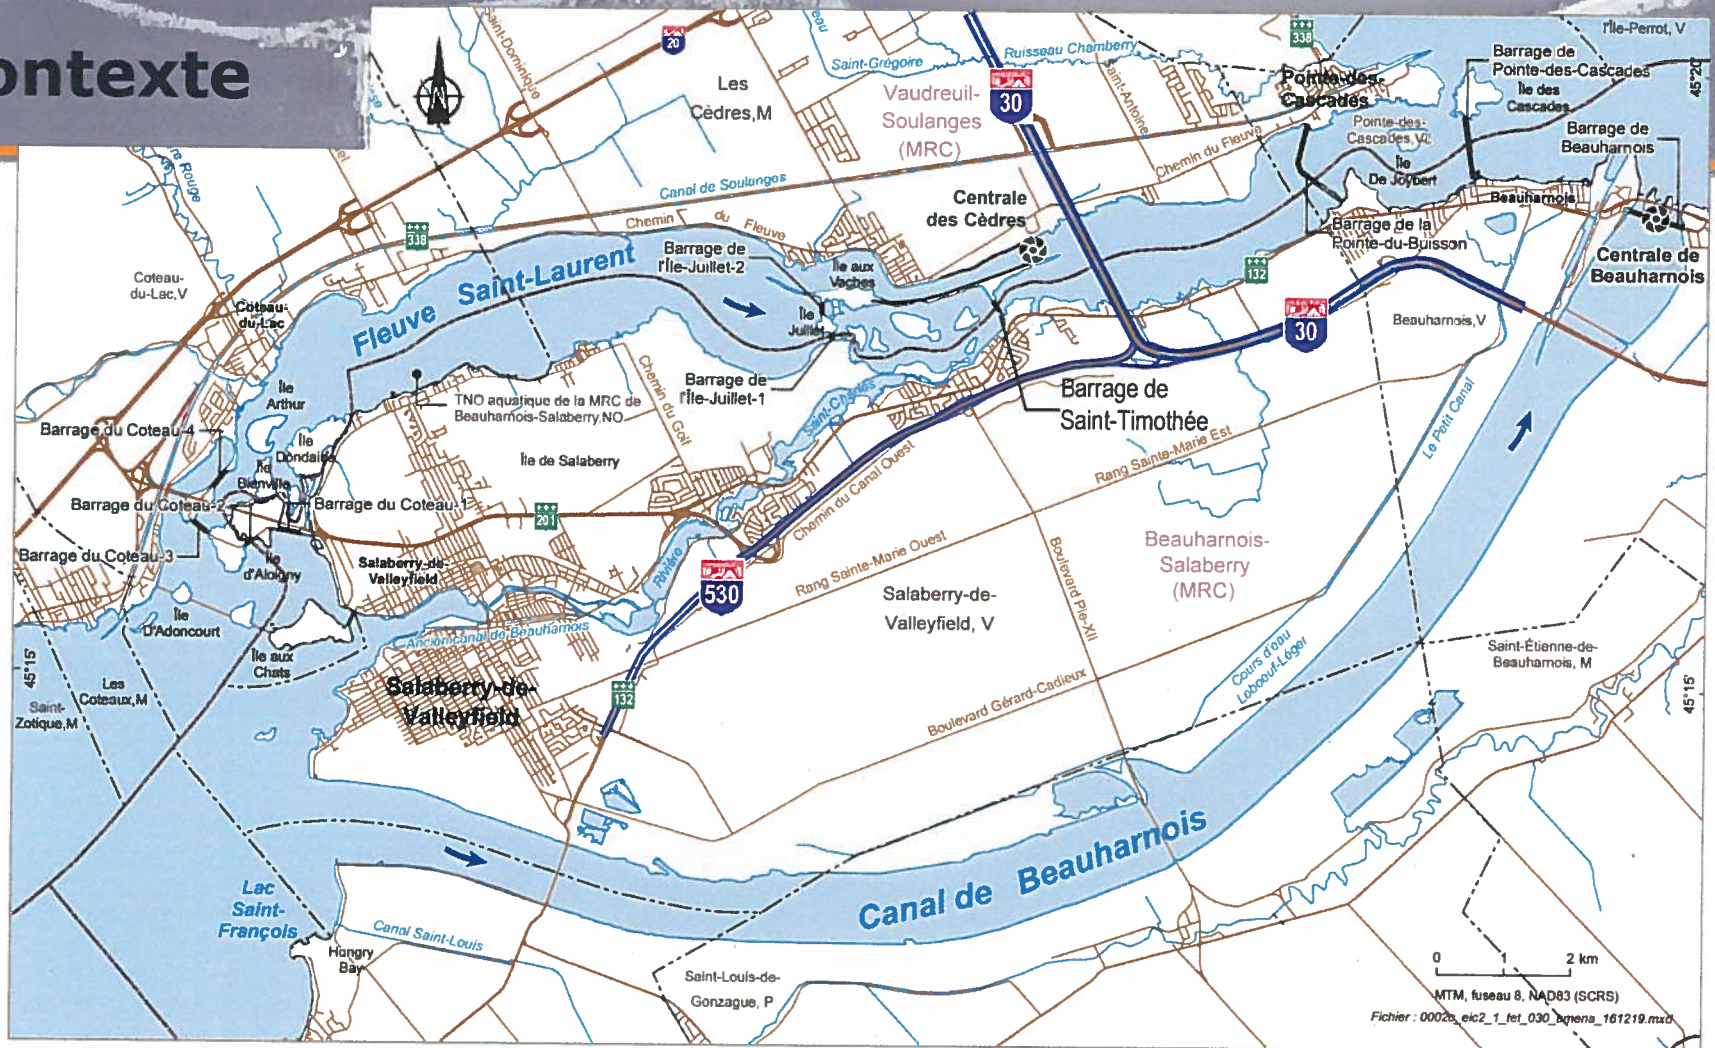 ontexte
20
338
l'Île-Perrot, V
Saint-Dominique
Saint-Grégoire
Ruisseau Chamberry
Les
Cèdres,M
Vaudreuil-
Soulanges
(MRC)
30
Saint-Antoine
Pointe-des-
Cascades
Pointe-des-
Cascades, VL
Barrage de
Pointe-des-Cascades
Île des
Cascades
Barrage de
Beauharnois
45°20'
Canal de Soulanges
Chemin du Fleuve
Chemin du Fleuve
338
Centrale
des Cèdres
Île
De Joybert
Beauharnois
Barrage de la
Pointe-du-Buisson
Centrale de
Beauharnois
132
30
Beauharnois,V
Coteau-
du-Lac,V
Coteau-
du-Lac
Fleuve Saint-Laurent
Barrage de
l'Île-Juillet-2
Île aux
Vaches
Île
Juillet
Barrage de
l'Île-Juillet-1
Barrage de
Saint-Timothée
Île
Arthur
TNO aquatique de la MRC de
Beauharnois-Salaberry,NO
Chemin du Golf
Saint-Charles
Rivière
Barrage du Coteau-4
Île
Dondaine
Île
Bienville
Île de Salaberry
Barrage du Coteau-2
Barrage du Coteau-1
Barrage du Coteau-3
201
Chemin du Canal Ouest
Rang Sainte-Marie Est
Le Petit Canal
Île
d'Aloigny
Salaberry-de-
Valleyfield
530
Rang Sainte-Marie Ouest
Boulevard Pie-XII
Beauharnois-
Salaberry
(MRC)
Île
D'Adoncourt
Salaberry-de-
Valleyfield, V
Ancien canal de Beauharnois
Île aux
Chats
45°15'
Les
Coteaux,M
Saint-
Zotique,M
Salaberry-de-
Valleyfield
132
Boulevard Gérard-Cadieux
Cours d'eau
Loboeuf-Léger
Saint-Étienne-de-
Beauharnois, M
45°15'
Canal de Beauharnois
Lac
Saint-
François
Hungry
Bay
Canal Saint-Louis
Saint-Louis-de-
Gonzague, P
0 1 2 km
MTM, fuseau 8, NAD83 (SCRS)